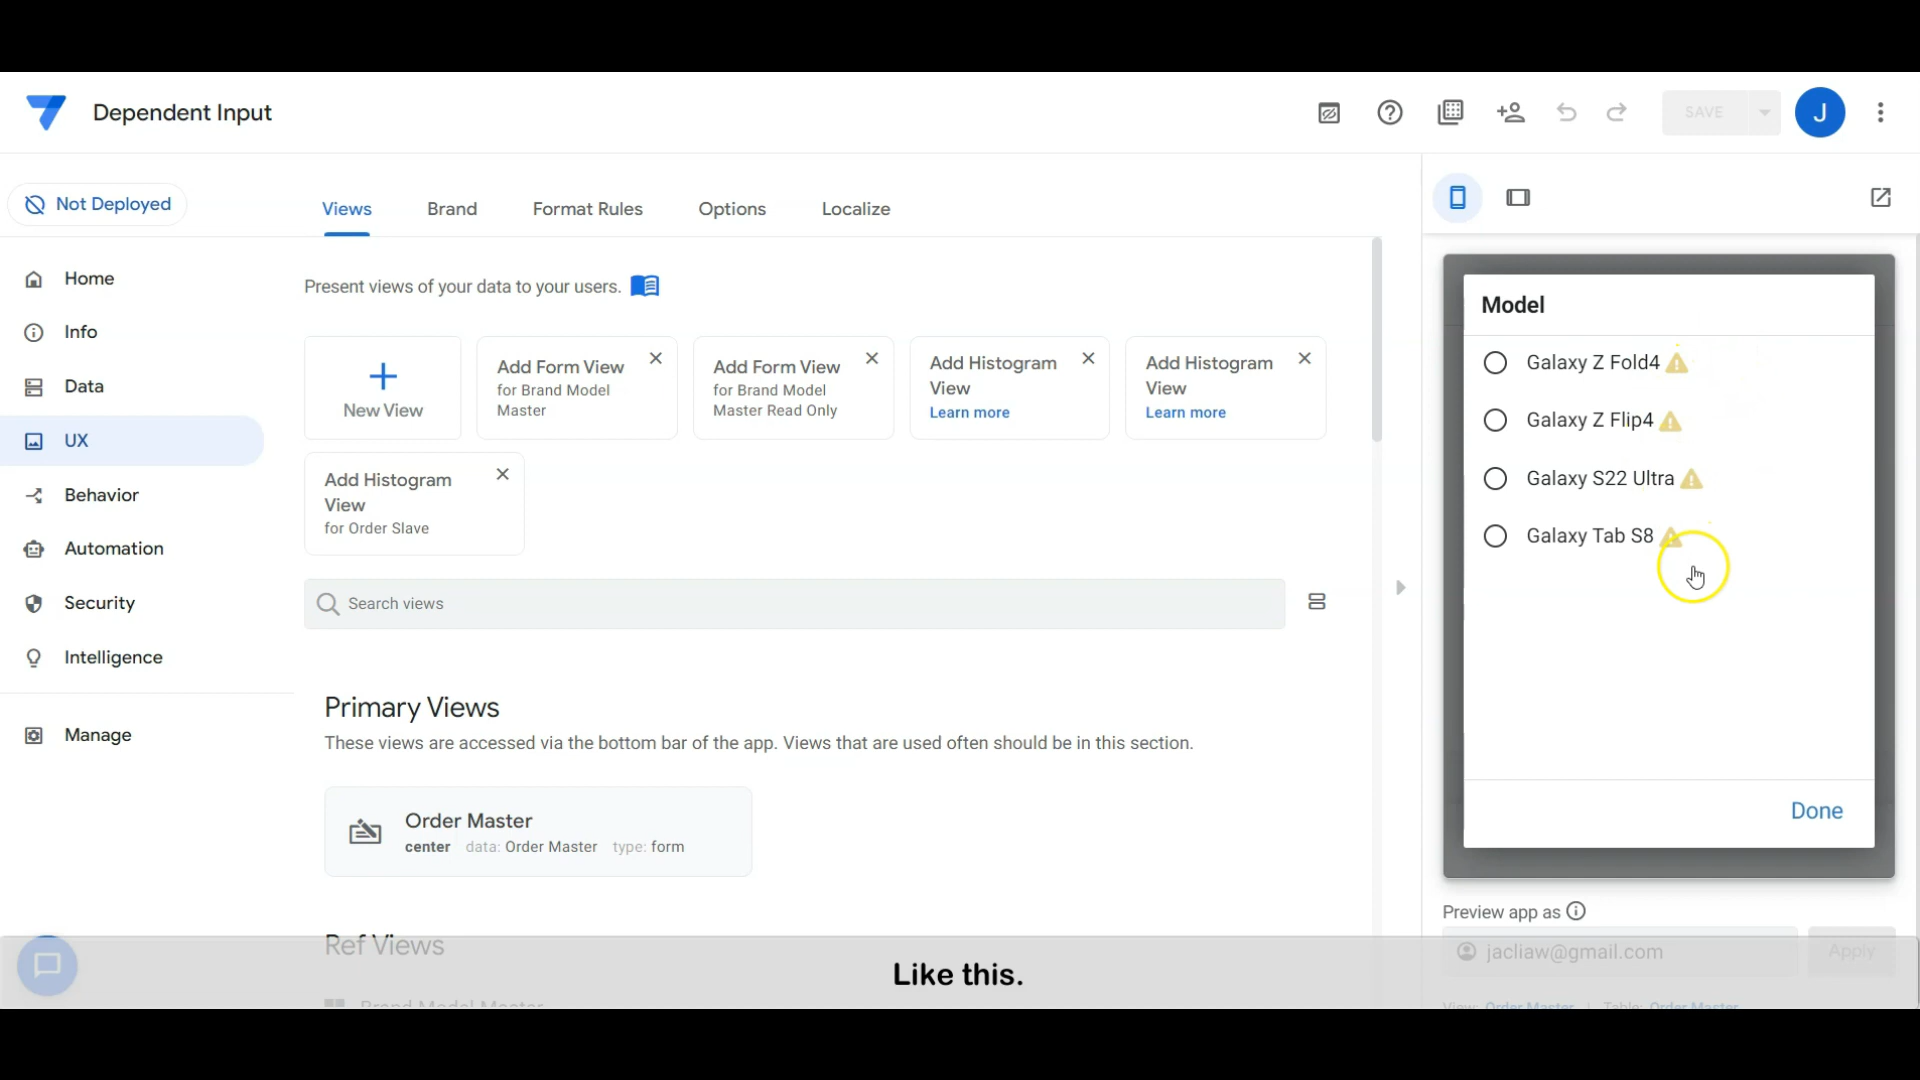 Dependent Input
SAVE
J
Not Deployed
Views
Brand
Format Rules
Options
Localize
Home
Info
Data
UX
Behavior
Automation
Security
Intelligence
Manage
Present views of your data to your users.
New View
Add Form View
for Brand Model
Master
Add Form View
for Brand Model
Master Read Only
Add Histogram
View
Learn more
Add Histogram
View
Learn more
Add Histogram
View
for Order Slave
Search views
Primary Views
These views are accessed via the bottom bar of the app. Views that are used often should be in this section.
Order Master
center data: Order Master type: form
Ref Views
Brand Model Master
Model
Galaxy Z Fold4
Galaxy Z Flip4
Galaxy S22 Ultra
Galaxy Tab S8
Done
Preview app as
jacliaw@gmail.com
Apply
View: Order Master | Table: Order Master
Like this.